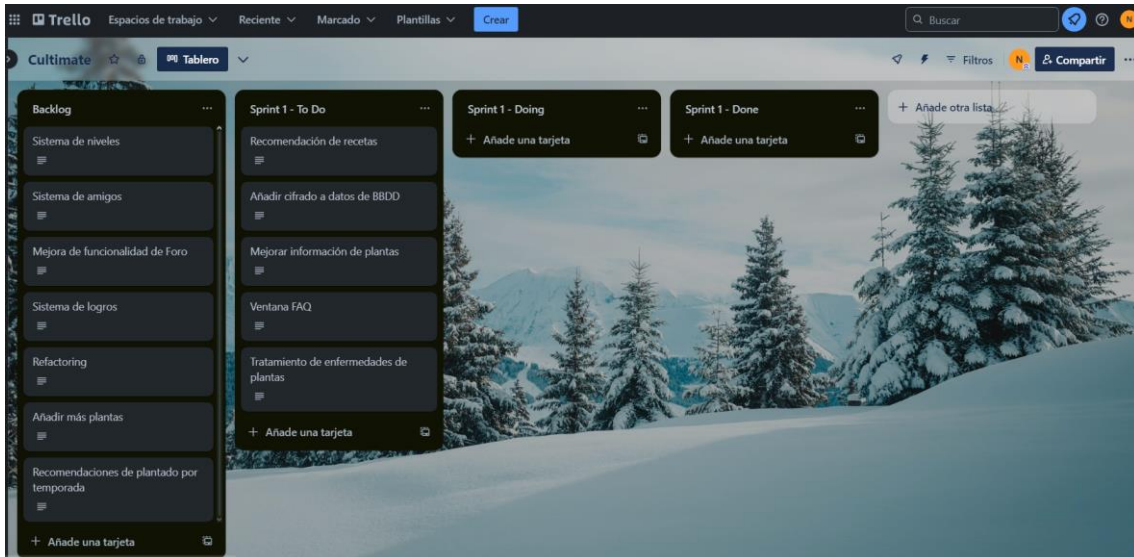 Trello Espacios de trabajo Reciente Marcado Plantillas Crear Buscar N
Cultimate Tablero Filtros N Compartir
Backlog
Sistema de niveles
Sistema de amigos
Mejora de funcionalidad de Foro
Sistema de logros
Refactoring
Añadir más plantas
Recomendaciones de plantado por
temporada
+ Añade una tarjeta
Sprint 1 - To Do
Recomendación de recetas
Añadir cifrado a datos de BBDD
Mejorar información de plantas
Ventana FAQ
Tratamiento de enfermedades de
plantas
+ Añade una tarjeta
Sprint 1 - Doing
+ Añade una tarjeta
Sprint 1 - Done
+ Añade una tarjeta
+ Añade otra lista